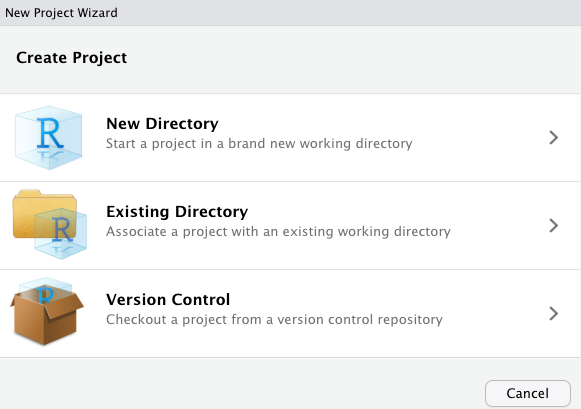 New Project Wizard
Create Project
R
New Directory
Start a project in a brand new working directory
R
Existing Directory
Associate a project with an existing working directory
R
Version Control
Checkout a project from a version control repository
Cancel